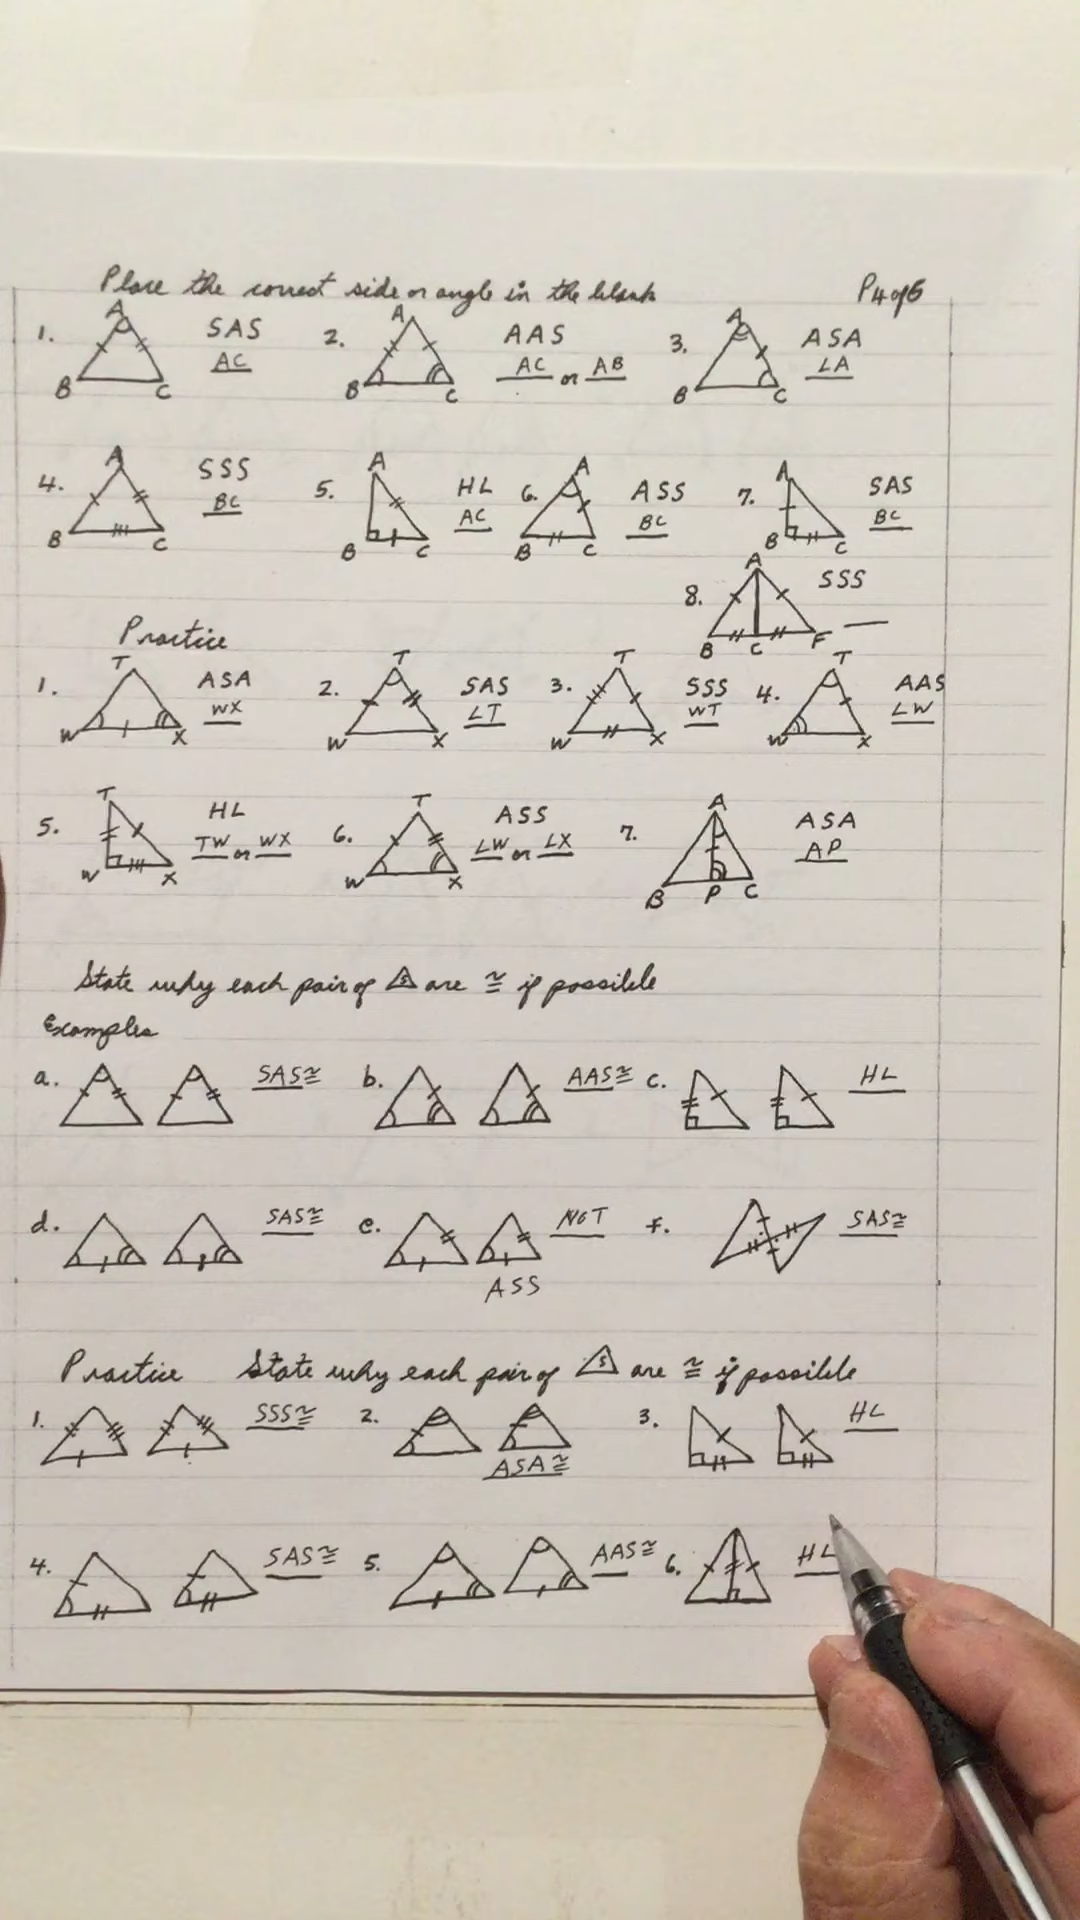 Place the correct side or angle in the blank P4of6
1. A B C SAS AC 2. A B C AAS AC or AB 3. A B C ASA ∠A
4. A B C SSS BC 5. A B C HL AC 6. A B C ASS BC 7. A B C SAS BC
8. A B C F SSS
Practice
1. T W X ASA WX 2. T W X SAS ∠T 3. T W X SSS WT 4. T W X AAS ∠W
5. T W X HL TW or WX 6. T W X ASS ∠W or ∠X 7. A B P C ASA AP
State why each pair of △s are ≅ if possible
Examples
a. SAS≅ b. AAS≅ c. HL
d. SAS≅ e. NOT f. SAS≅
ASS
Practice State why each pair of △s are ≅ if possible
1. SSS≅ 2. ASA≅ 3. HL
4. SAS≅ 5. AAS≅ 6. HL